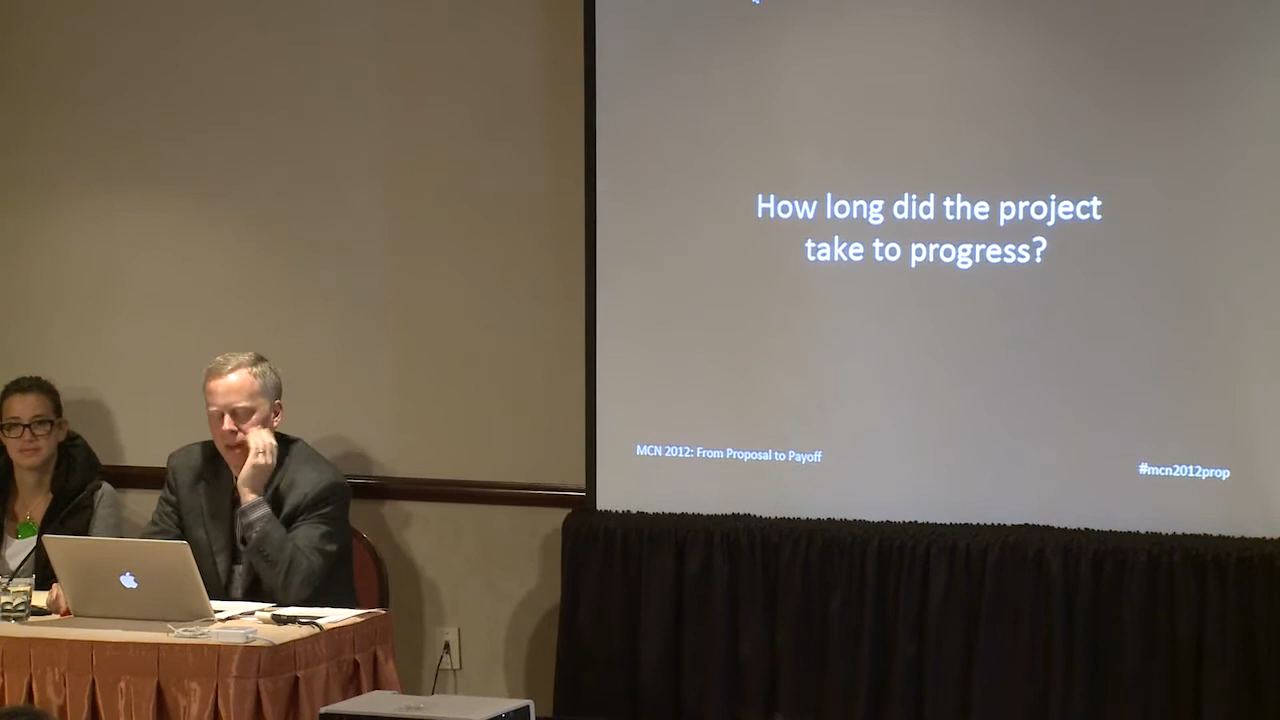 How long did the project
take to progress?
MCN 2012: From Proposal to Payoff
#mcn2012prop